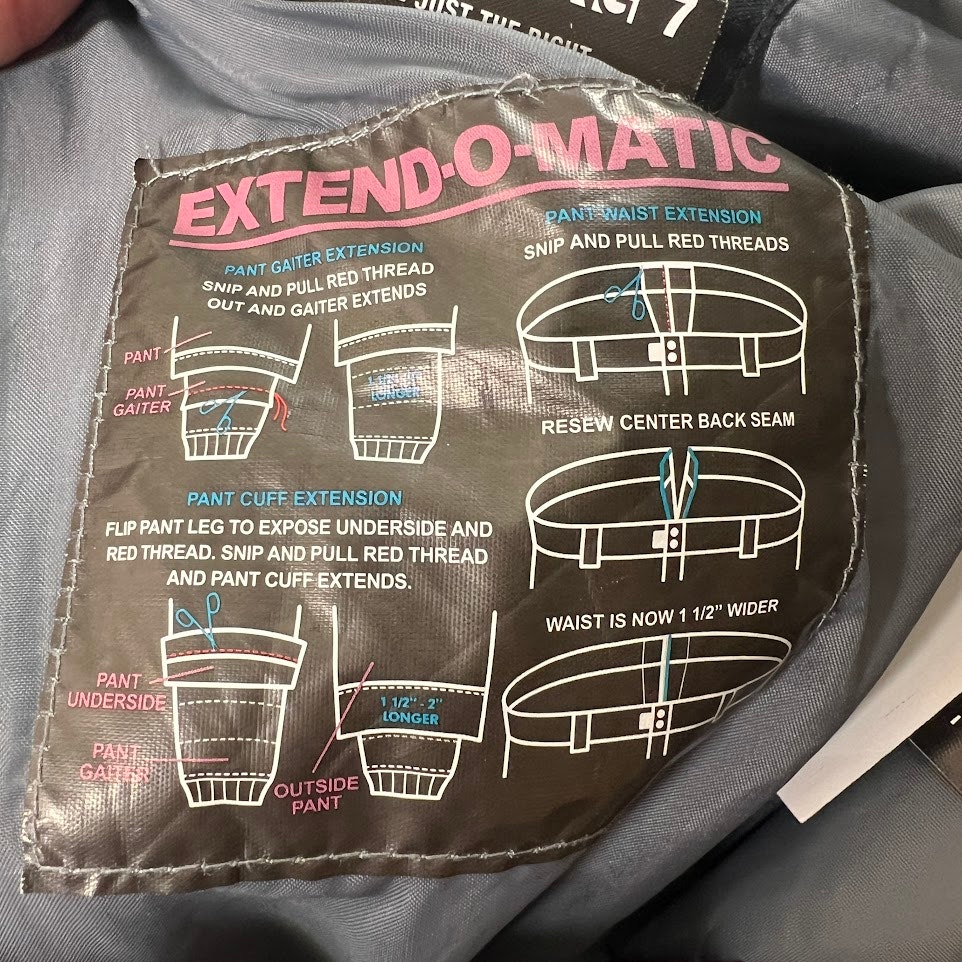 7
JUST THE RIGHT
EXTEND-O-MATIC
PANT GAITER EXTENSION
SNIP AND PULL RED THREAD
OUT AND GAITER EXTENDS
PANT
PANT
GAITER
LONGER
PANT CUFF EXTENSION
FLIP PANT LEG TO EXPOSE UNDERSIDE AND
RED THREAD. SNIP AND PULL RED THREAD
AND PANT CUFF EXTENDS.
PANT
UNDERSIDE
PANT
GAITER
1 1/2" - 2"
LONGER
OUTSIDE
PANT
PANT WAIST EXTENSION
SNIP AND PULL RED THREADS
RESEW CENTER BACK SEAM
WAIST IS NOW 1 1/2" WIDER